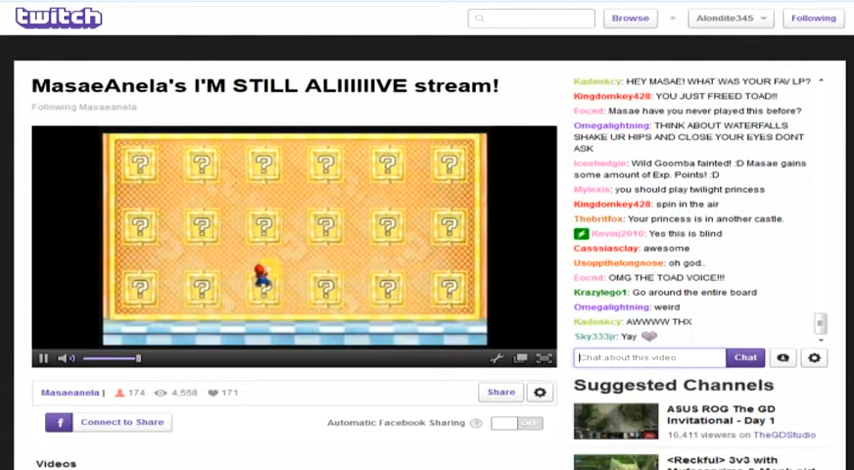 twitch
Browse
Alondite345
Following
MasaeAnela's I'M STILL ALIIIIIIVE stream!
Following Masaeanela
? ? ? ? ? ?
? ? ? ? ? ?
? ? ? ? ? ?
Masaeanela | 174 4,558 171
Share
Connect to Share
Automatic Facebook Sharing ? OFF
Videos
Kadenkcy: HEY MASAE! WHAT WAS YOUR FAV LP?
Kingdomkey428: YOU JUST FREED TOAD!!
Eocnd: Masae have you never played this before?
Omegalightning: THINK ABOUT WATERFALLS
SHAKE UR HIPS AND CLOSE YOUR EYES DONT
ASK
Iceehedgie: Wild Goomba fainted! :D Masae gains
some amount of Exp. Points! :D
Mylexis: you should play twilight princess
Kingdomkey428: spin in the air
Thebritfox: Your princess is in another castle.
Kevinj2010: Yes this is blind
Casssiasclay: awesome
Usoppthelongnose: oh god..
Eocnd: OMG THE TOAD VOICE!!!
Krazylego1: Go around the entire board
Omegalightning: weird
Kadenkcy: AWWWW THX
Sky333jr: Yay
Chat about this video
Chat
Suggested Channels
ASUS ROG The GD
Invitational - Day 1
16,411 viewers on TheGDStudio
<Reckful> 3v3 with